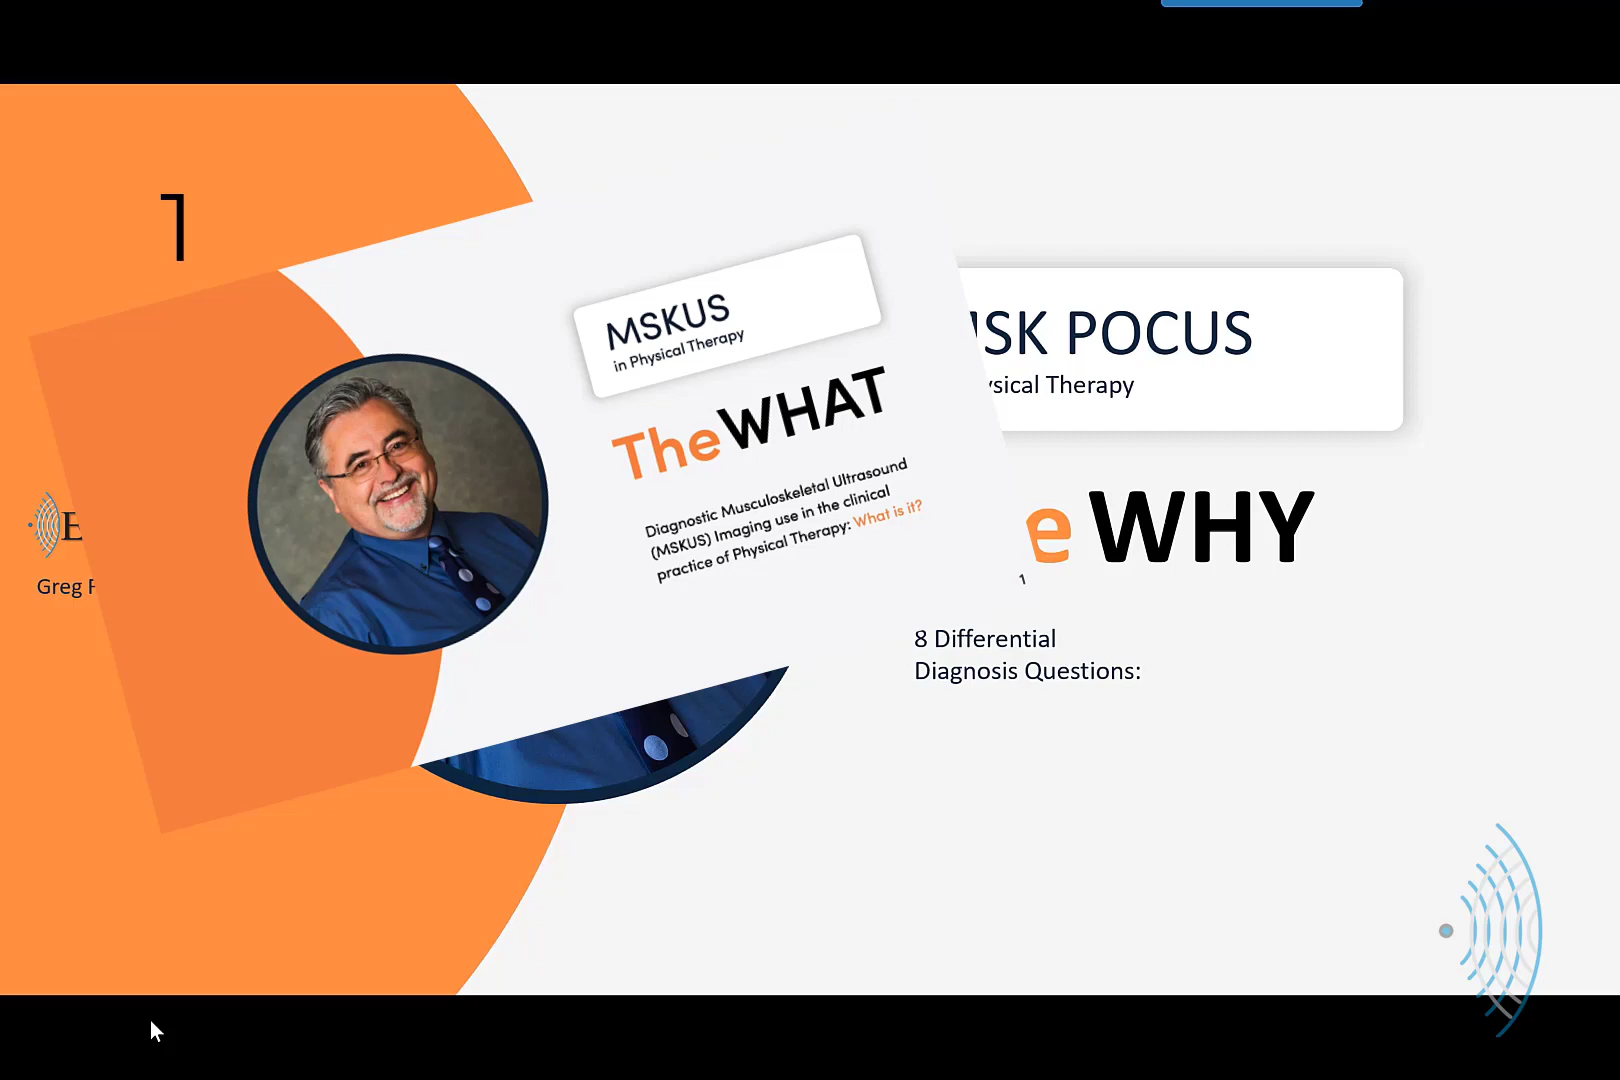 1
MSKUS
in Physical Therapy
The WHAT
Diagnostic Musculoskeletal Ultrasound
(MSKUS) Imaging use in the clinical
practice of Physical Therapy: What is it?
SK POCUS
sical Therapy
e WHY
1
8 Differential
Diagnosis Questions:
E
Greg